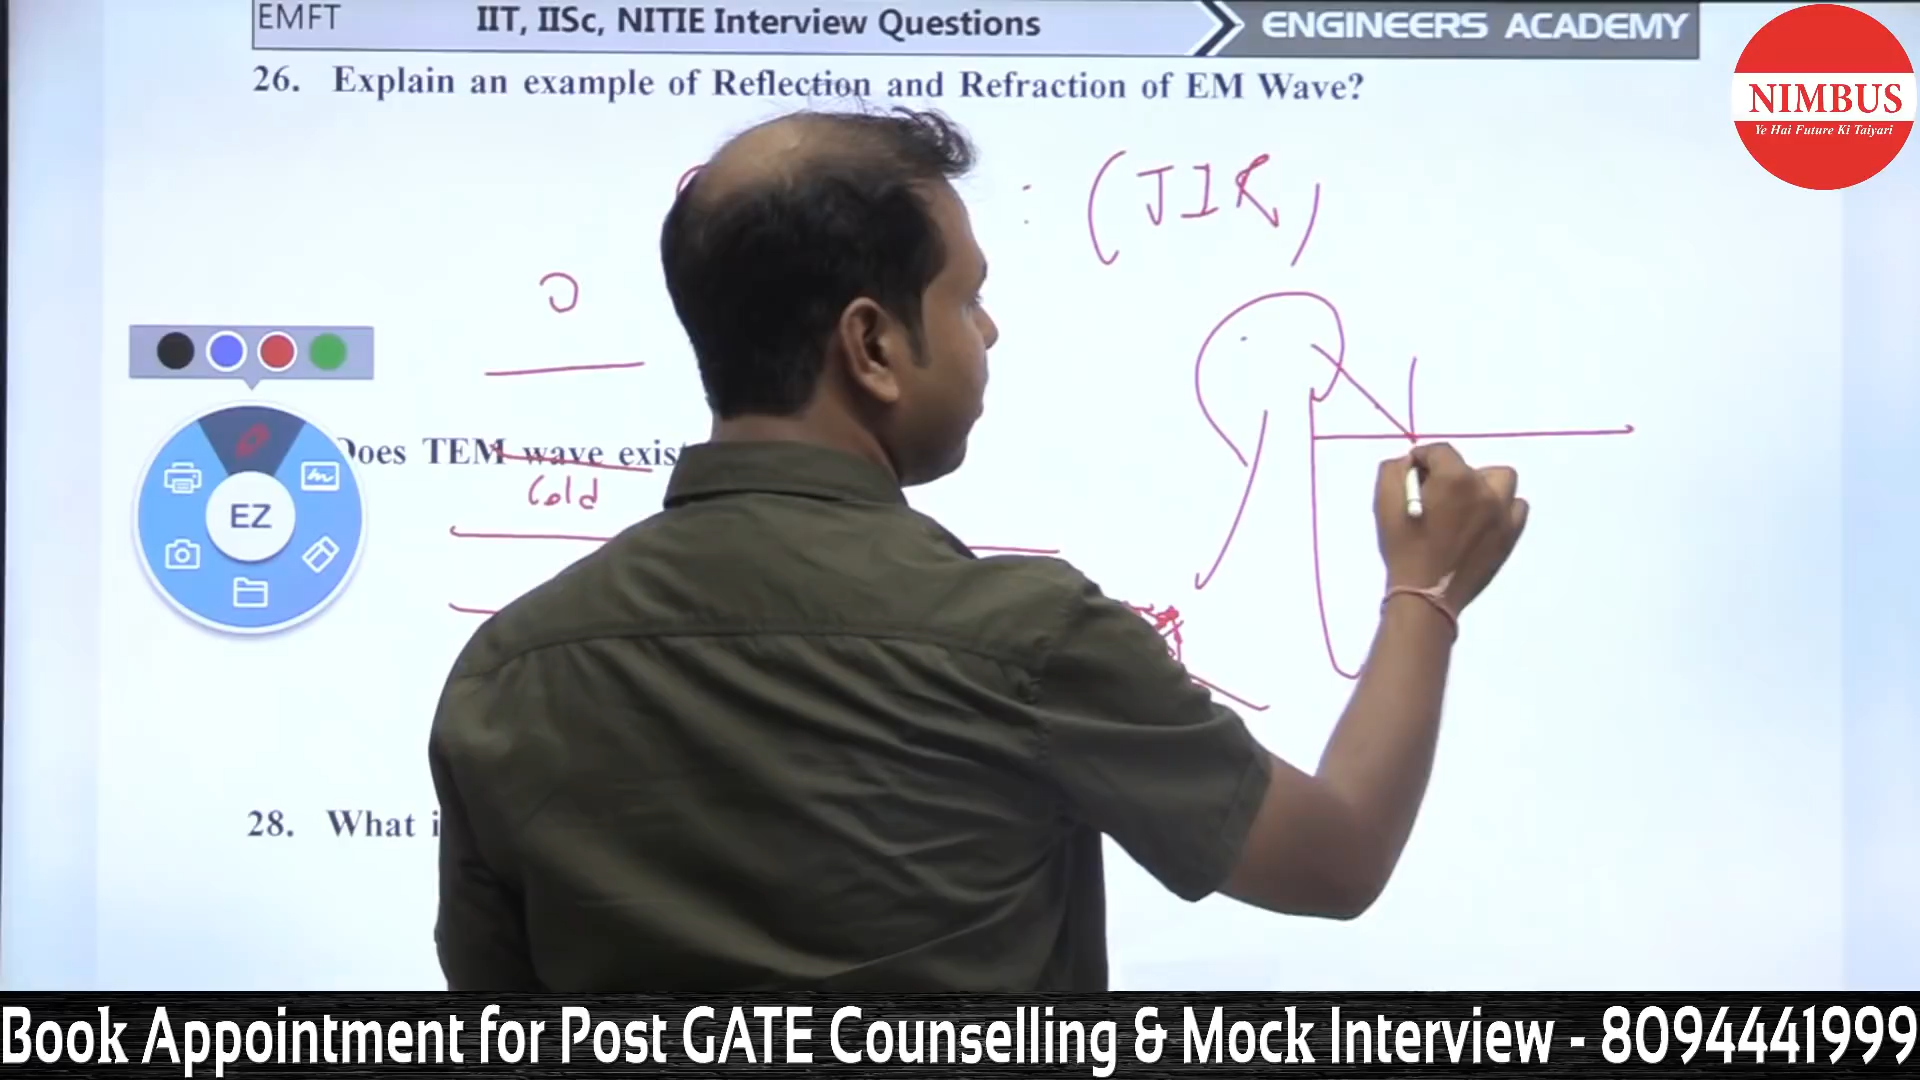 EMFT IIT, IISc, NITIE Interview Questions ENGINEERS ACADEMY
NIMBUS
Ye Hai Future Ki Taiyari
26. Explain an example of Reflection and Refraction of EM Wave?
: (JIR)
Does TEM wave exis
Cold
EZ
28. What i
Book Appointment for Post GATE Counselling & Mock Interview - 8094441999